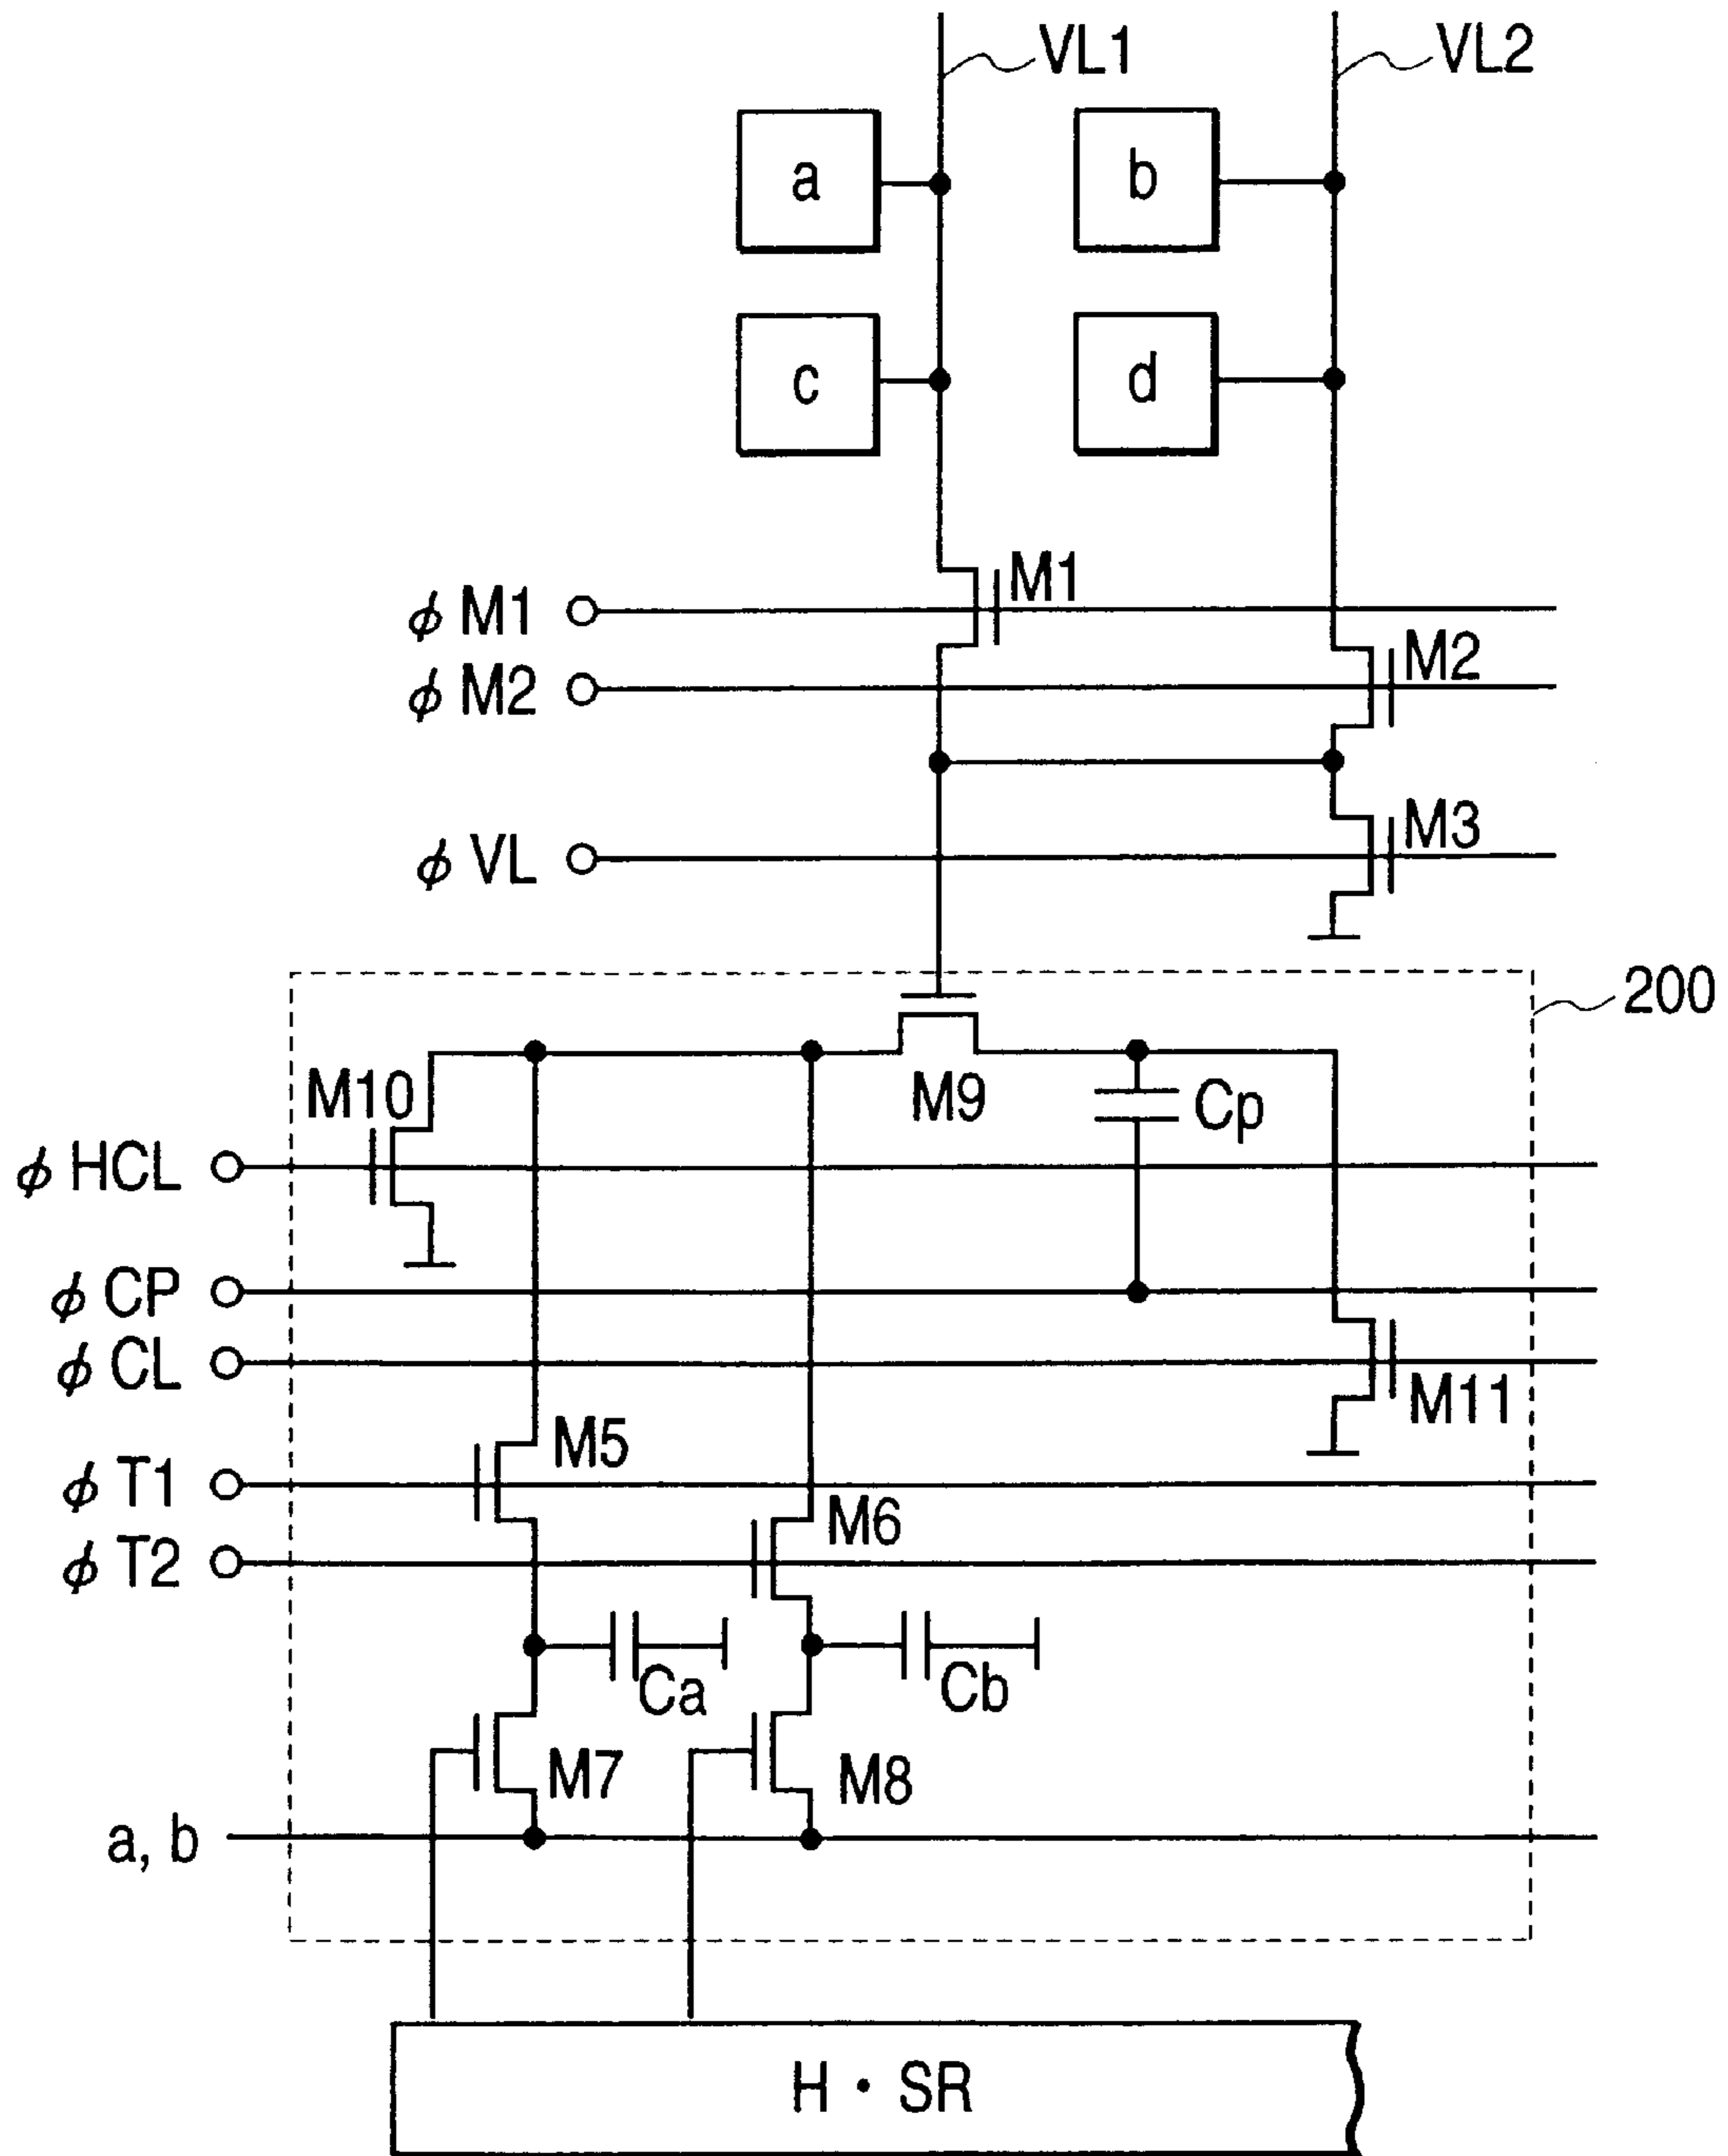 VL1
VL2
a
b
c
d
M1
ϕ M1
M2
ϕ M2
M3
ϕ VL
200
M10
M9
Cp
ϕ HCL
ϕ CP
ϕ CL
M11
M5
ϕ T1
M6
ϕ T2
Ca
Cb
M7
M8
a, b
H · SR